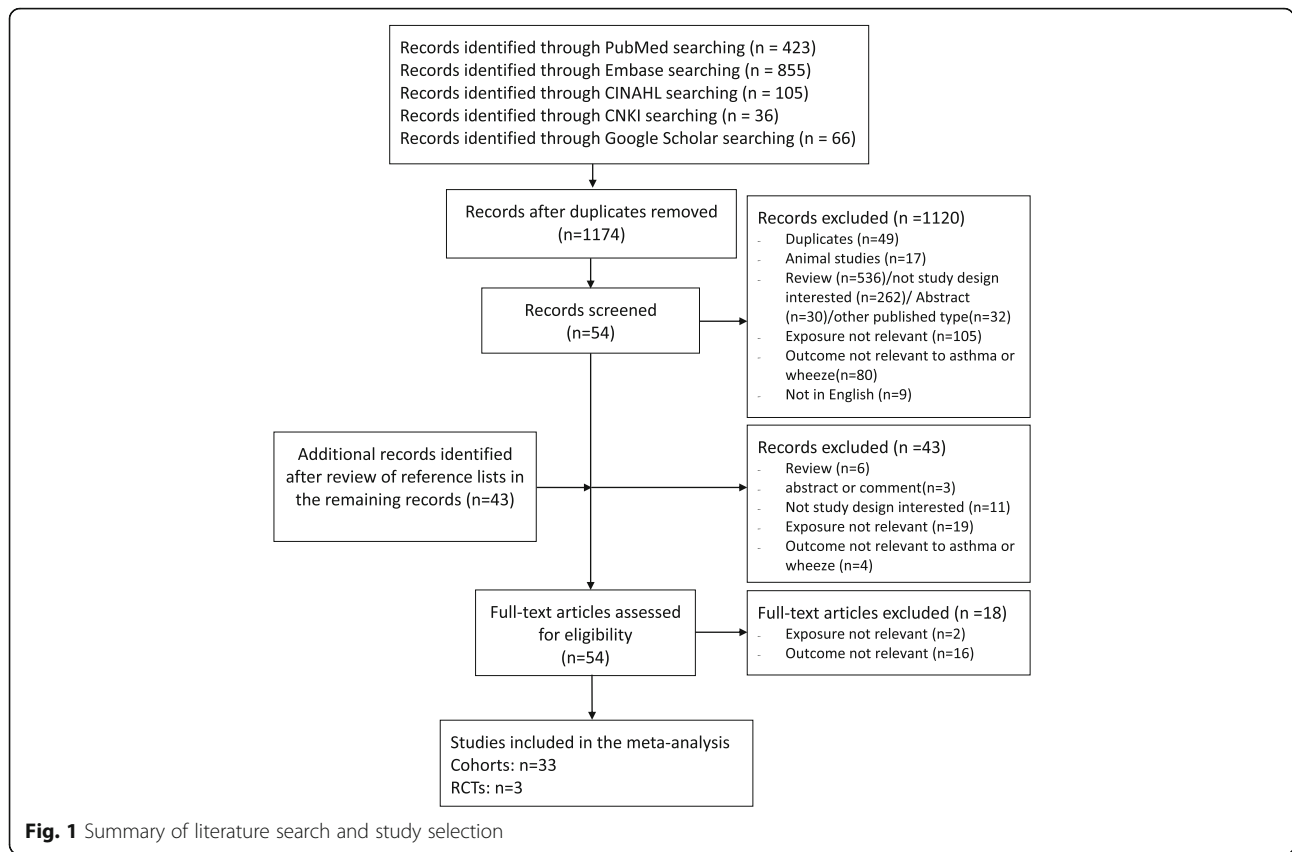 Records identified through PubMed searching (n = 423)
Records identified through Embase searching (n = 855)
Records identified through CINAHL searching (n = 105)
Records identified through CNKI searching (n = 36)
Records identified through Google Scholar searching (n = 66)
Records after duplicates removed
(n=1174)
Records excluded (n =1120)
- Duplicates (n=49)
- Animal studies (n=17)
- Review (n=536)/not study design
interested (n=262)/ Abstract
(n=30)/other published type(n=32)
- Exposure not relevant (n=105)
- Outcome not relevant to asthma or
wheeze(n=80)
- Not in English (n=9)
Records screened
(n=54)
Additional records identified
after review of reference lists in
the remaining records (n=43)
Records excluded (n =43)
- Review (n=6)
- abstract or comment(n=3)
- Not study design interested (n=11)
- Exposure not relevant (n=19)
- Outcome not relevant to asthma or
wheeze (n=4)
Full-text articles assessed
for eligibility
(n=54)
Full-text articles excluded (n =18)
- Exposure not relevant (n=2)
- Outcome not relevant (n=16)
Studies included in the meta-analysis
Cohorts: n=33
RCTs: n=3
Fig. 1 Summary of literature search and study selection